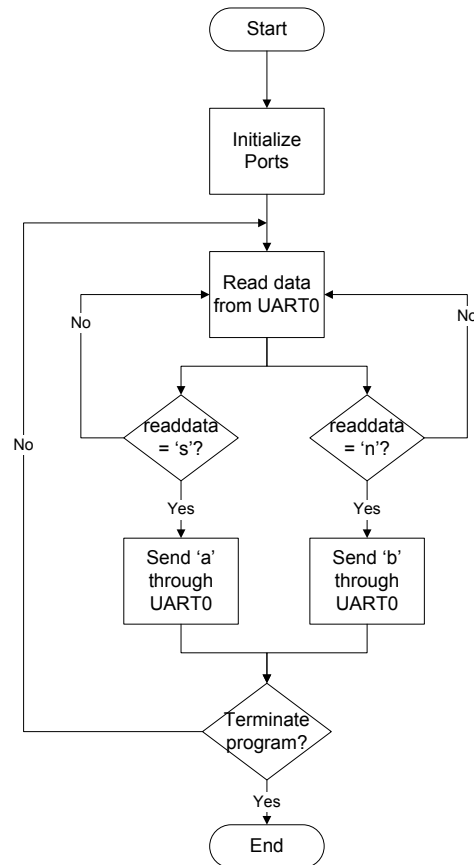 Start
Initialize
Ports
Read data
from UART0
No
No
readdata
= ‘s’?
readdata
= ‘n’?
No
Yes
Yes
Send ‘a’
through
UART0
Send ‘b’
through
UART0
Terminate
program?
Yes
End